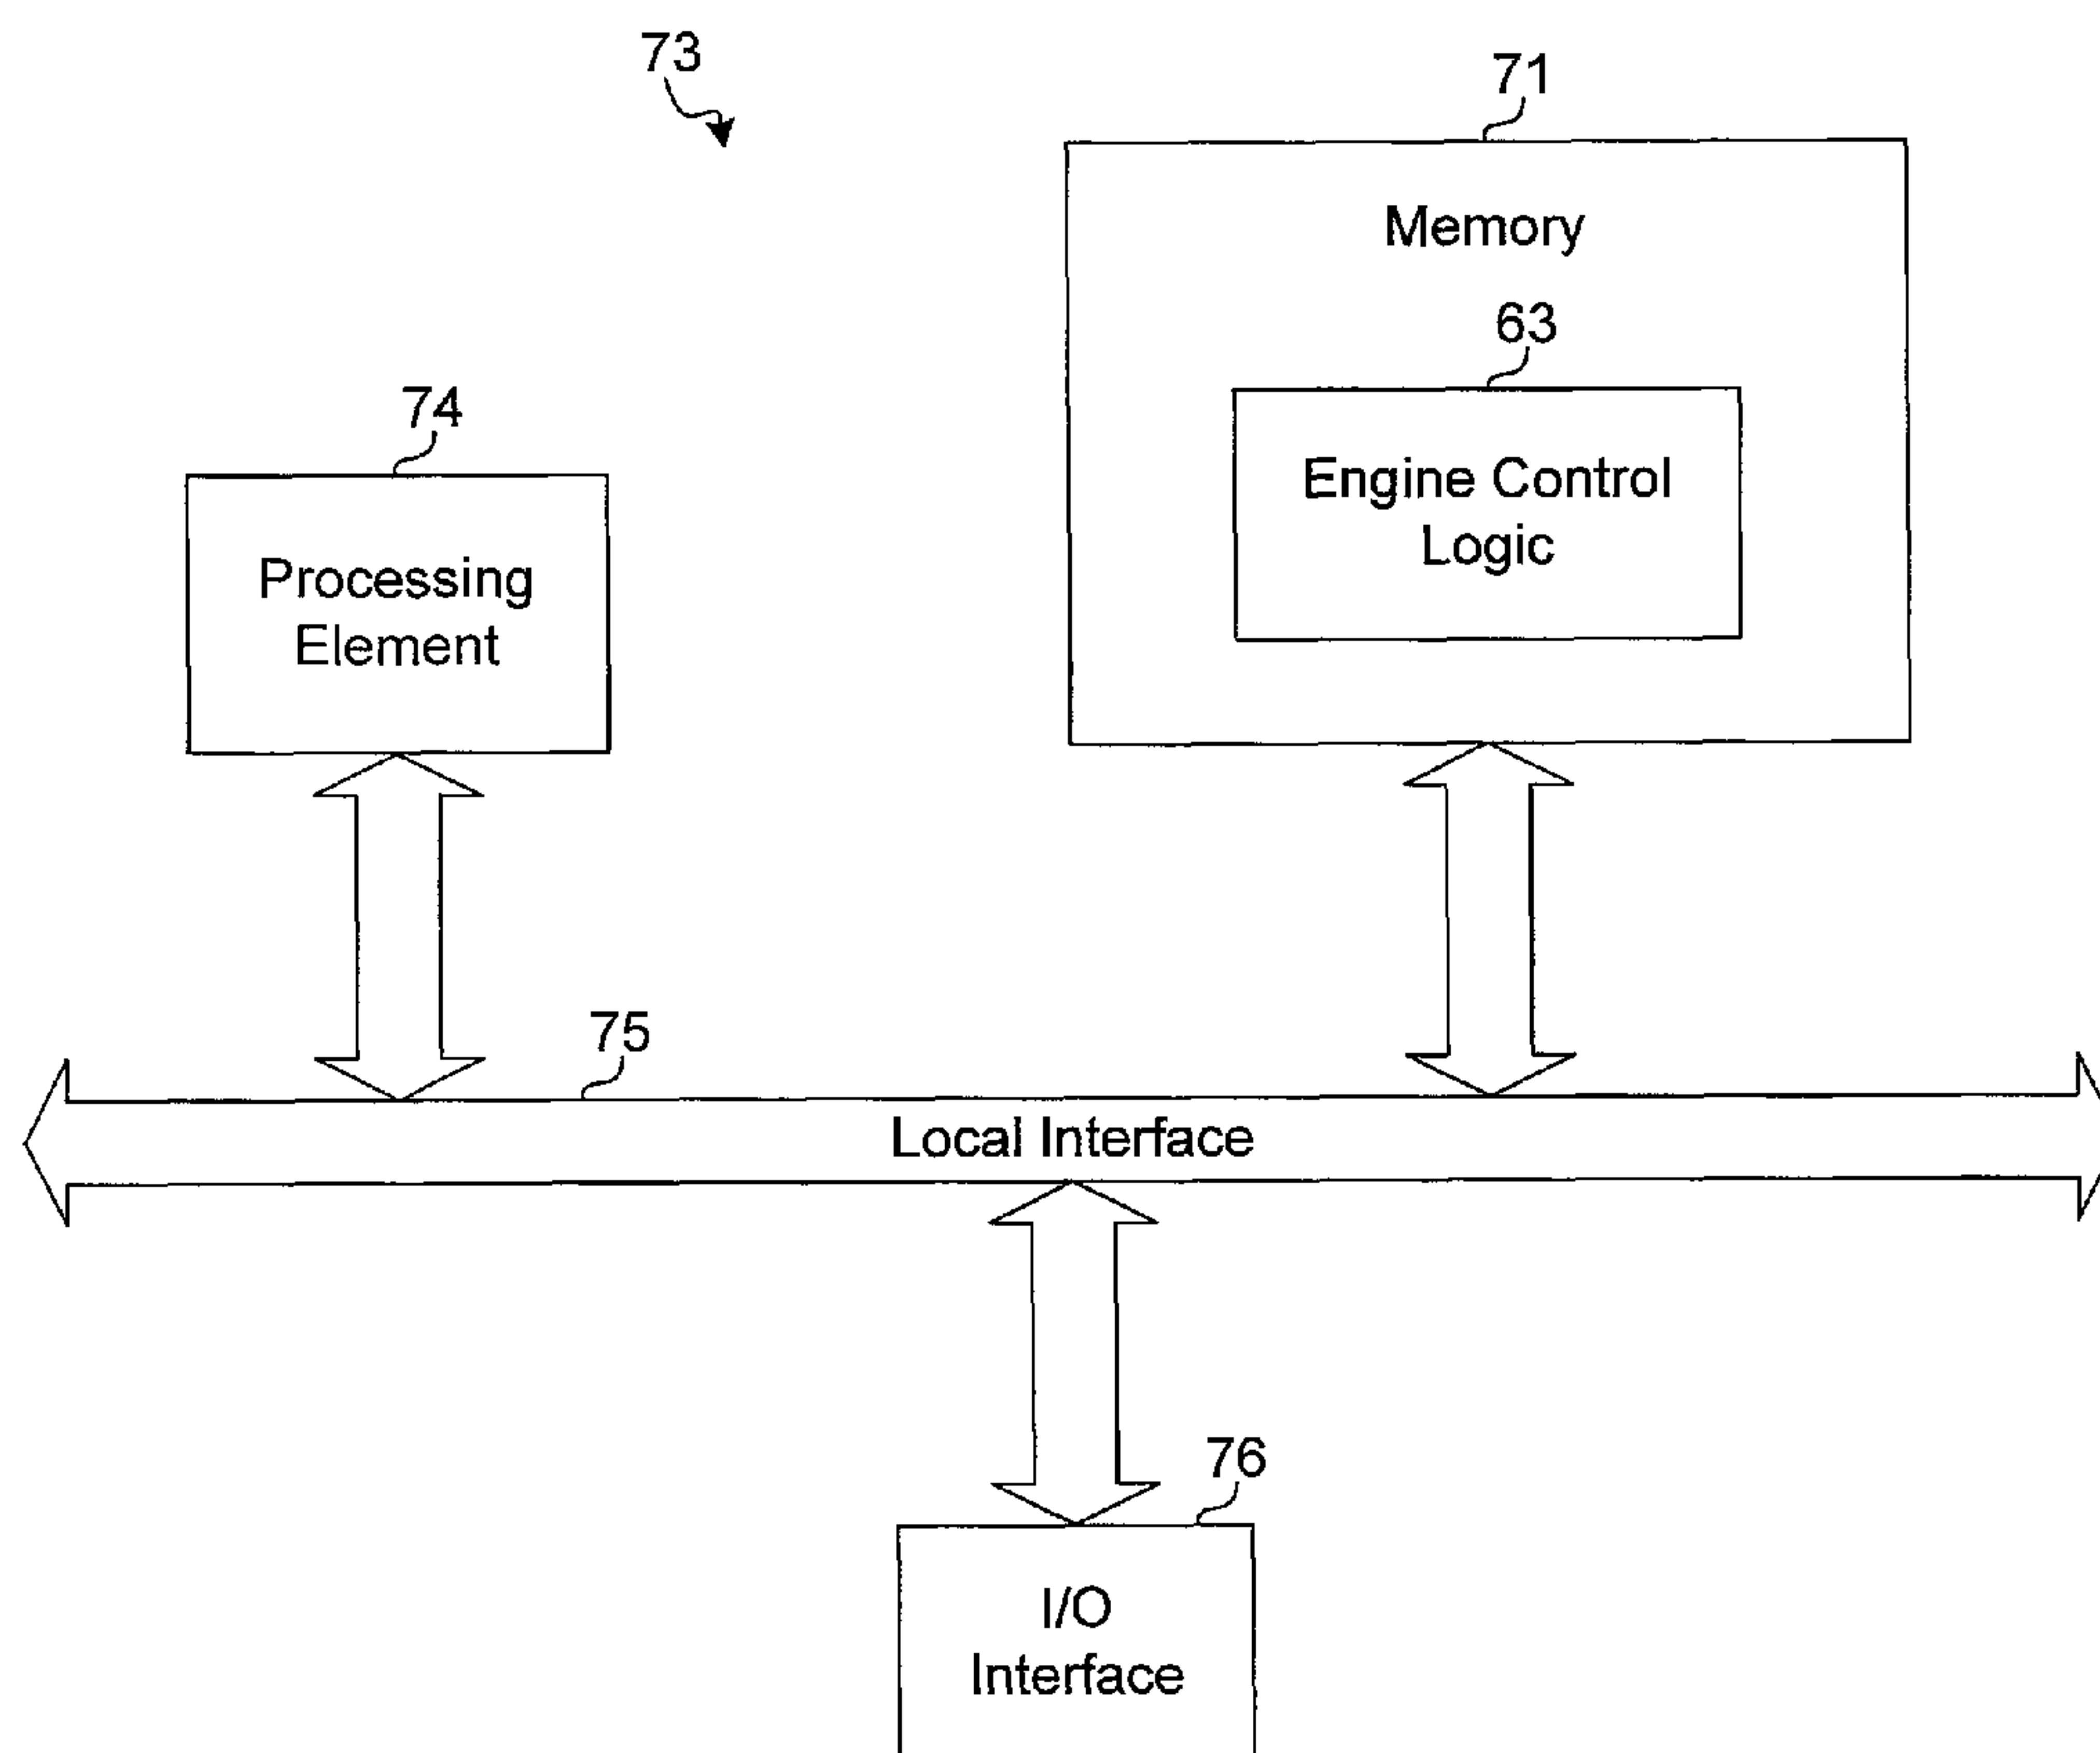 73
71
Memory
63
Engine Control
Logic
74
Processing
Element
75
Local Interface
76
I/O
Interface